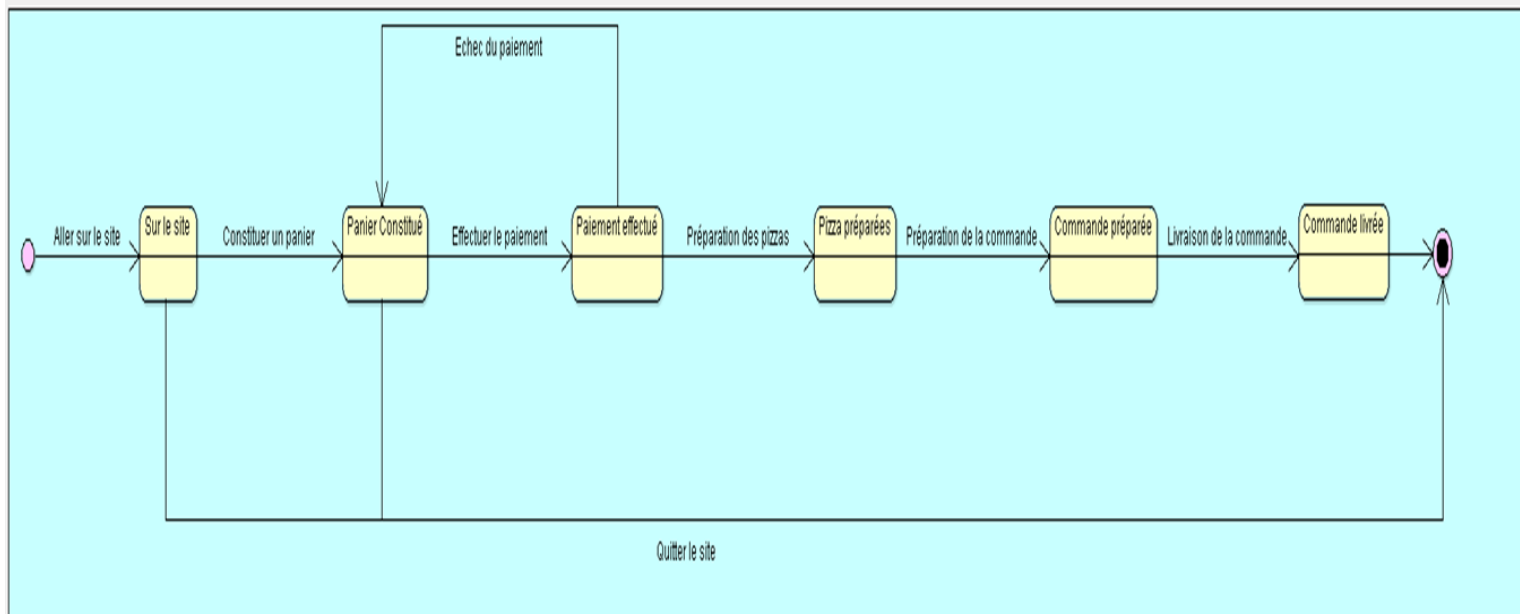 Echec du paiement
Aller sur le site
Sur le site
Constituer un panier
Panier Constitué
Effectuer le paiement
Paiement effectué
Préparation des pizzas
Pizza préparées
Préparation de la commande
Commande préparée
Livraison de la commande
Commande livrée
Quitter le site